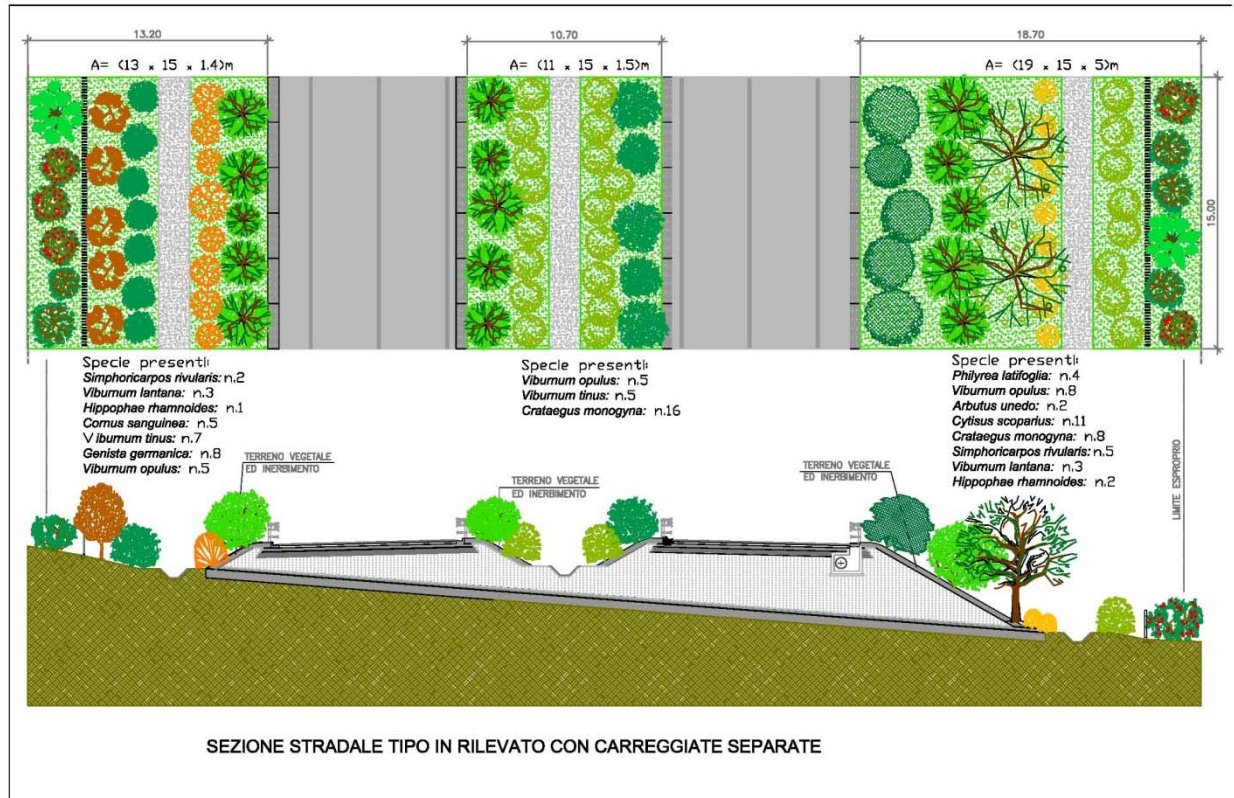 13.20
10.70
18.70
A= (13 x 15 x 1.4)m
A= (11 x 15 x 1.5)m
A= (19 x 15 x 5)m
15.00
Specie presenti:
Simphoricarpos rivularis: n.2
Viburnum lantana: n.3
Hippophae rhamnoides: n.1
Cornus sanguinea: n.5
V iburnum tinus: n.7
Genista germanica: n.8
Viburnum opulus: n.5
Specie presenti:
Viburnum opulus: n.5
Viburnum tinus: n.5
Crataegus monogyna: n.16
Specie presenti:
Philyrea latifoglia: n.4
Viburnum opulus: n.8
Arbutus unedo: n.2
Cytisus scoparius: n.11
Crataegus monogyna: n.8
Simphoricarpos rivularis: n.5
Viburnum lantana: n.3
Hippophae rhamnoides: n.2
TERRENO VEGETALE
ED INERBIMENTO
TERRENO VEGETALE
ED INERBIMENTO
TERRENO VEGETALE
ED INERBIMENTO
LIMITE ESPROPRIO
SEZIONE STRADALE TIPO IN RILEVATO CON CARREGGIATE SEPARATE